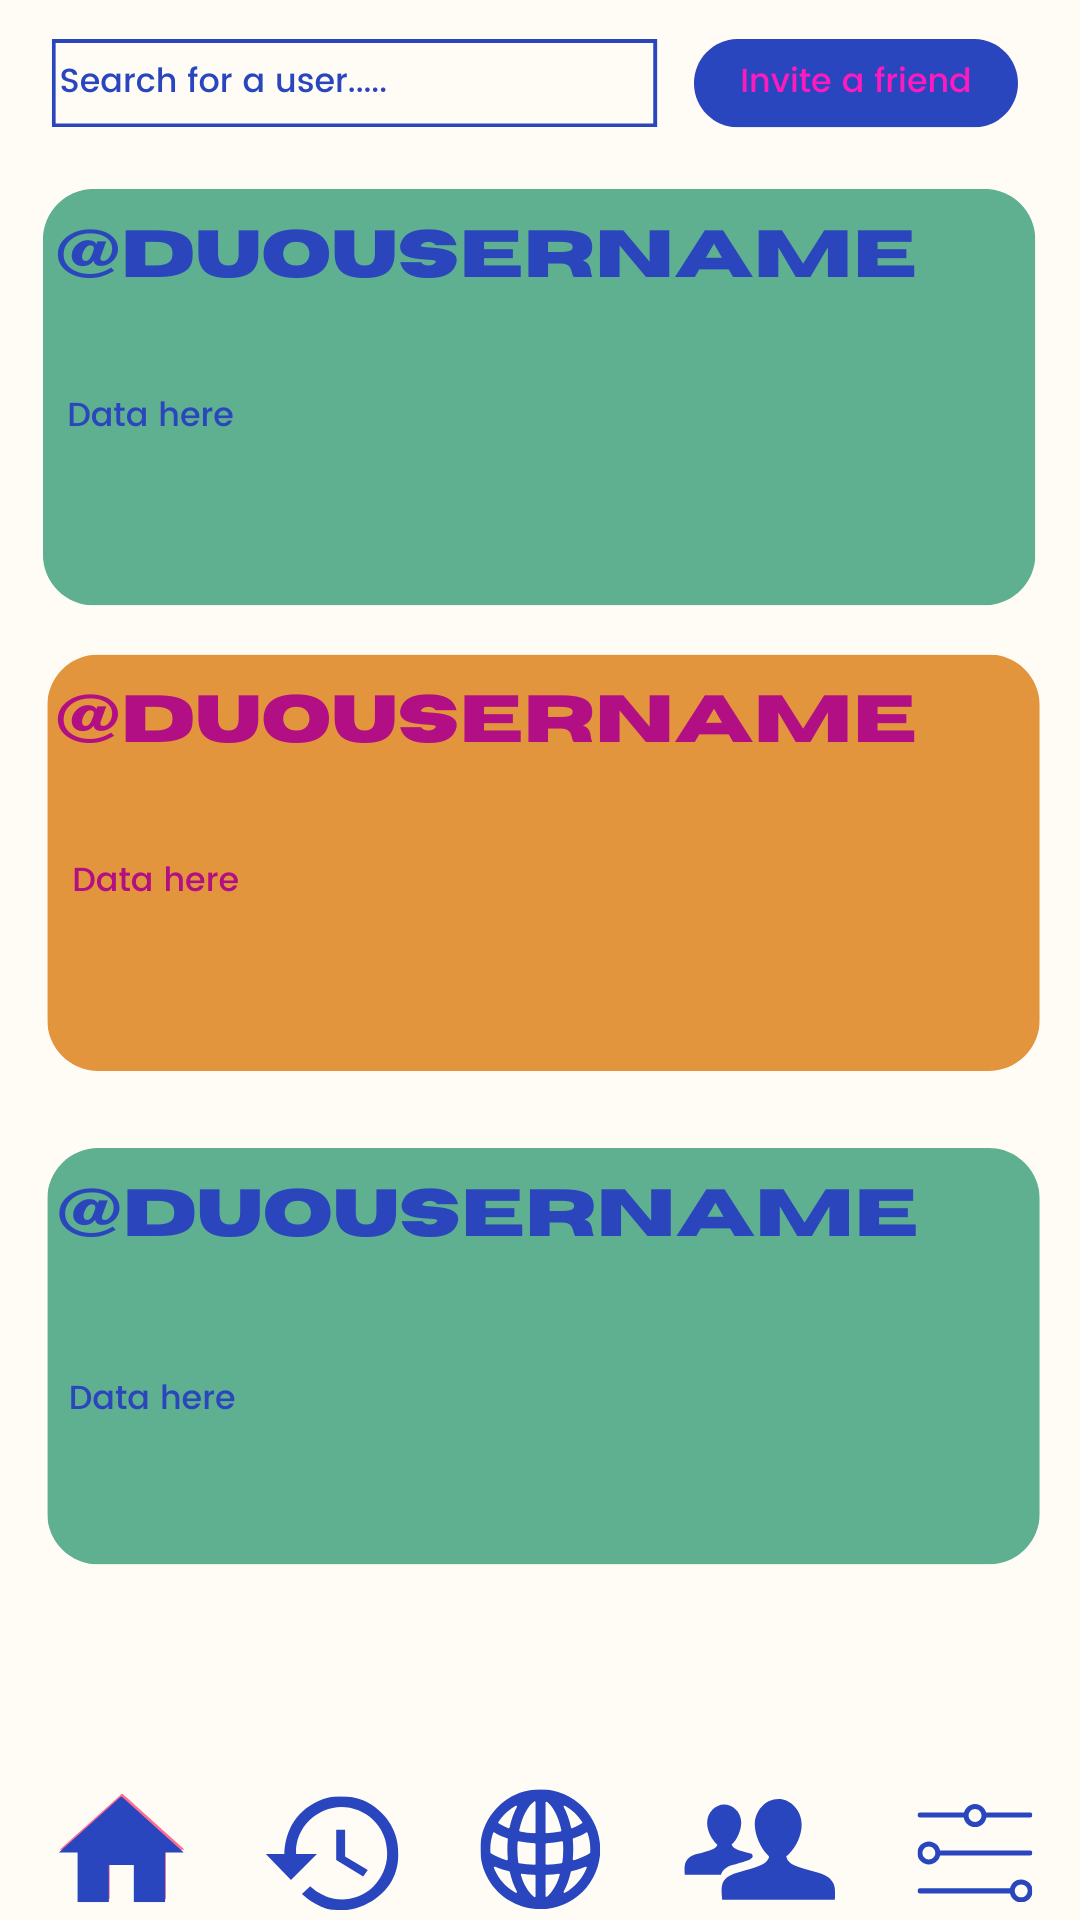 Search for a user.....
Invite a friend
@DUOUSERNAME
Data here
@DUOUSERNAME
Data here
@DUOUSERNAME
Data here